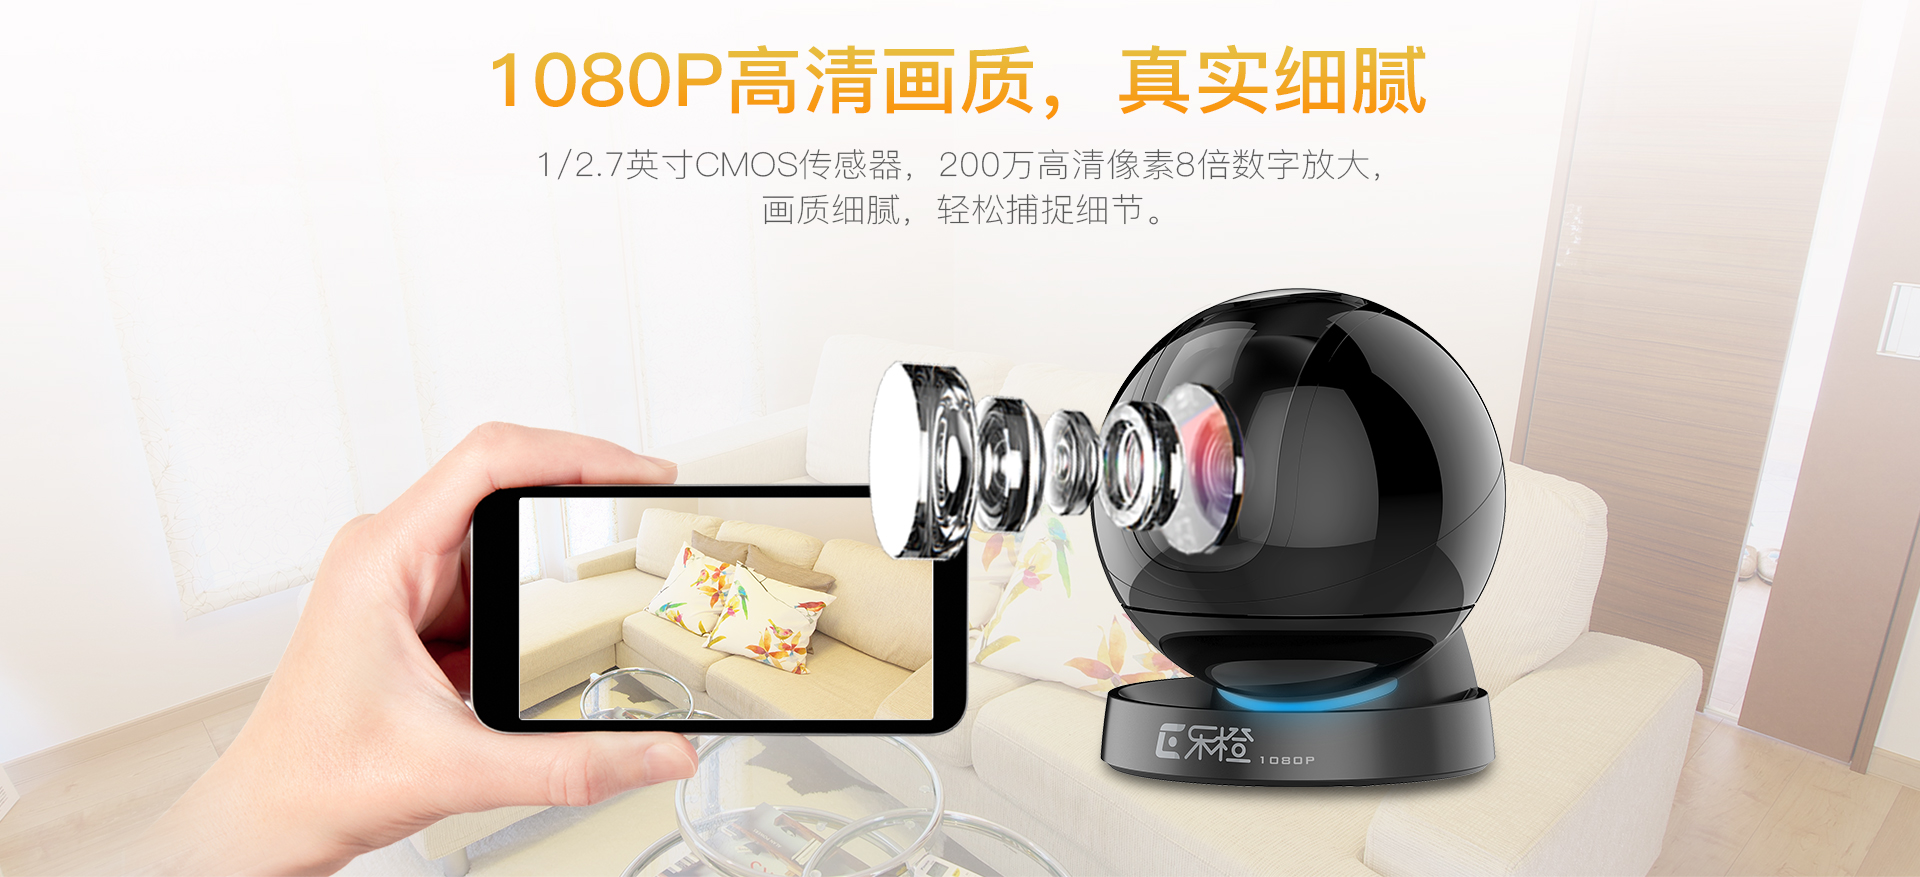 1080P高清画质，真实细腻
1/2.7英寸CMOS传感器，200万高清像素8倍数字放大，
画质细腻，轻松捕捉细节。
乐橙 1080P